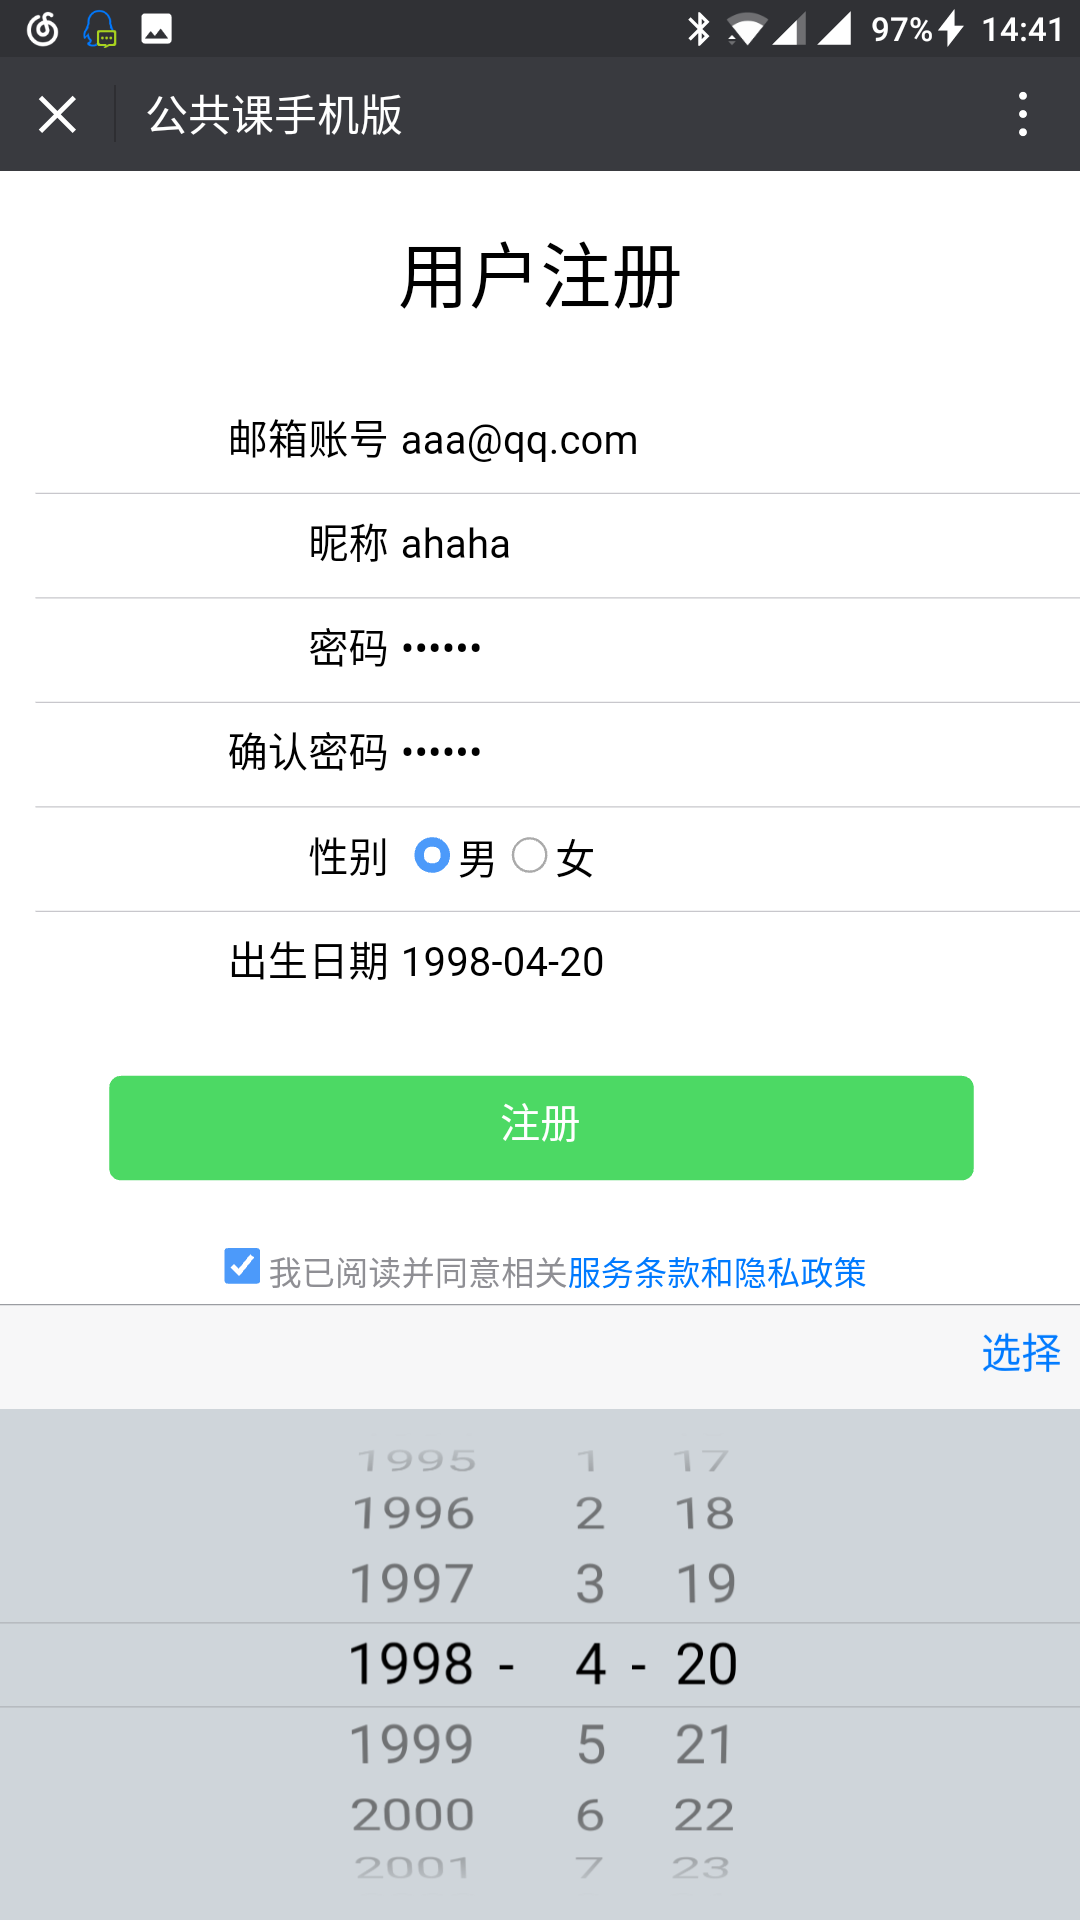 97% 14:41
公共课手机版
用户注册
邮箱账号 aaa@qq.com
昵称 ahaha
密码 ••••••
确认密码 ••••••
性别 男 女
出生日期 1998-04-20
注册
我已阅读并同意相关服务条款和隐私政策
选择
1995 1 17
1996 2 18
1997 3 19
1998 - 4 - 20
1999 5 21
2000 6 22
2001 7 23